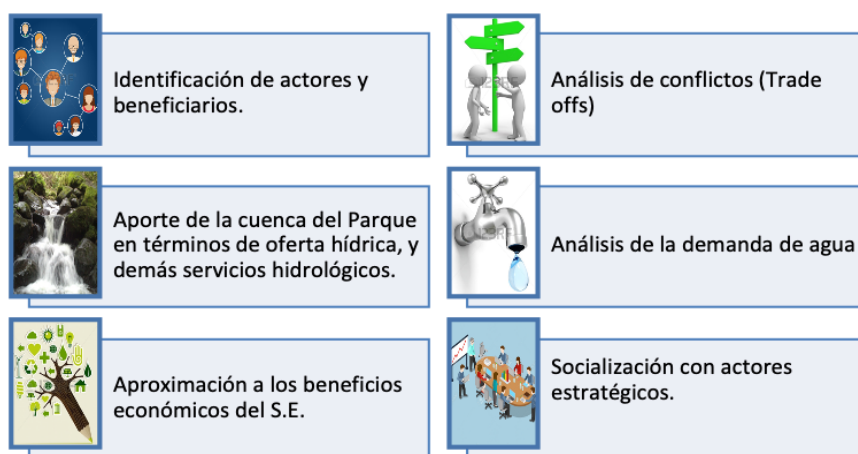 Identificación de actores y
beneficiarios.
Análisis de conflictos (Trade
offs)
Aporte de la cuenca del Parque
en términos de oferta hídrica, y
demás servicios hidrológicos.
Análisis de la demanda de agua
Aproximación a los beneficios
económicos del S.E.
Socialización con actores
estratégicos.